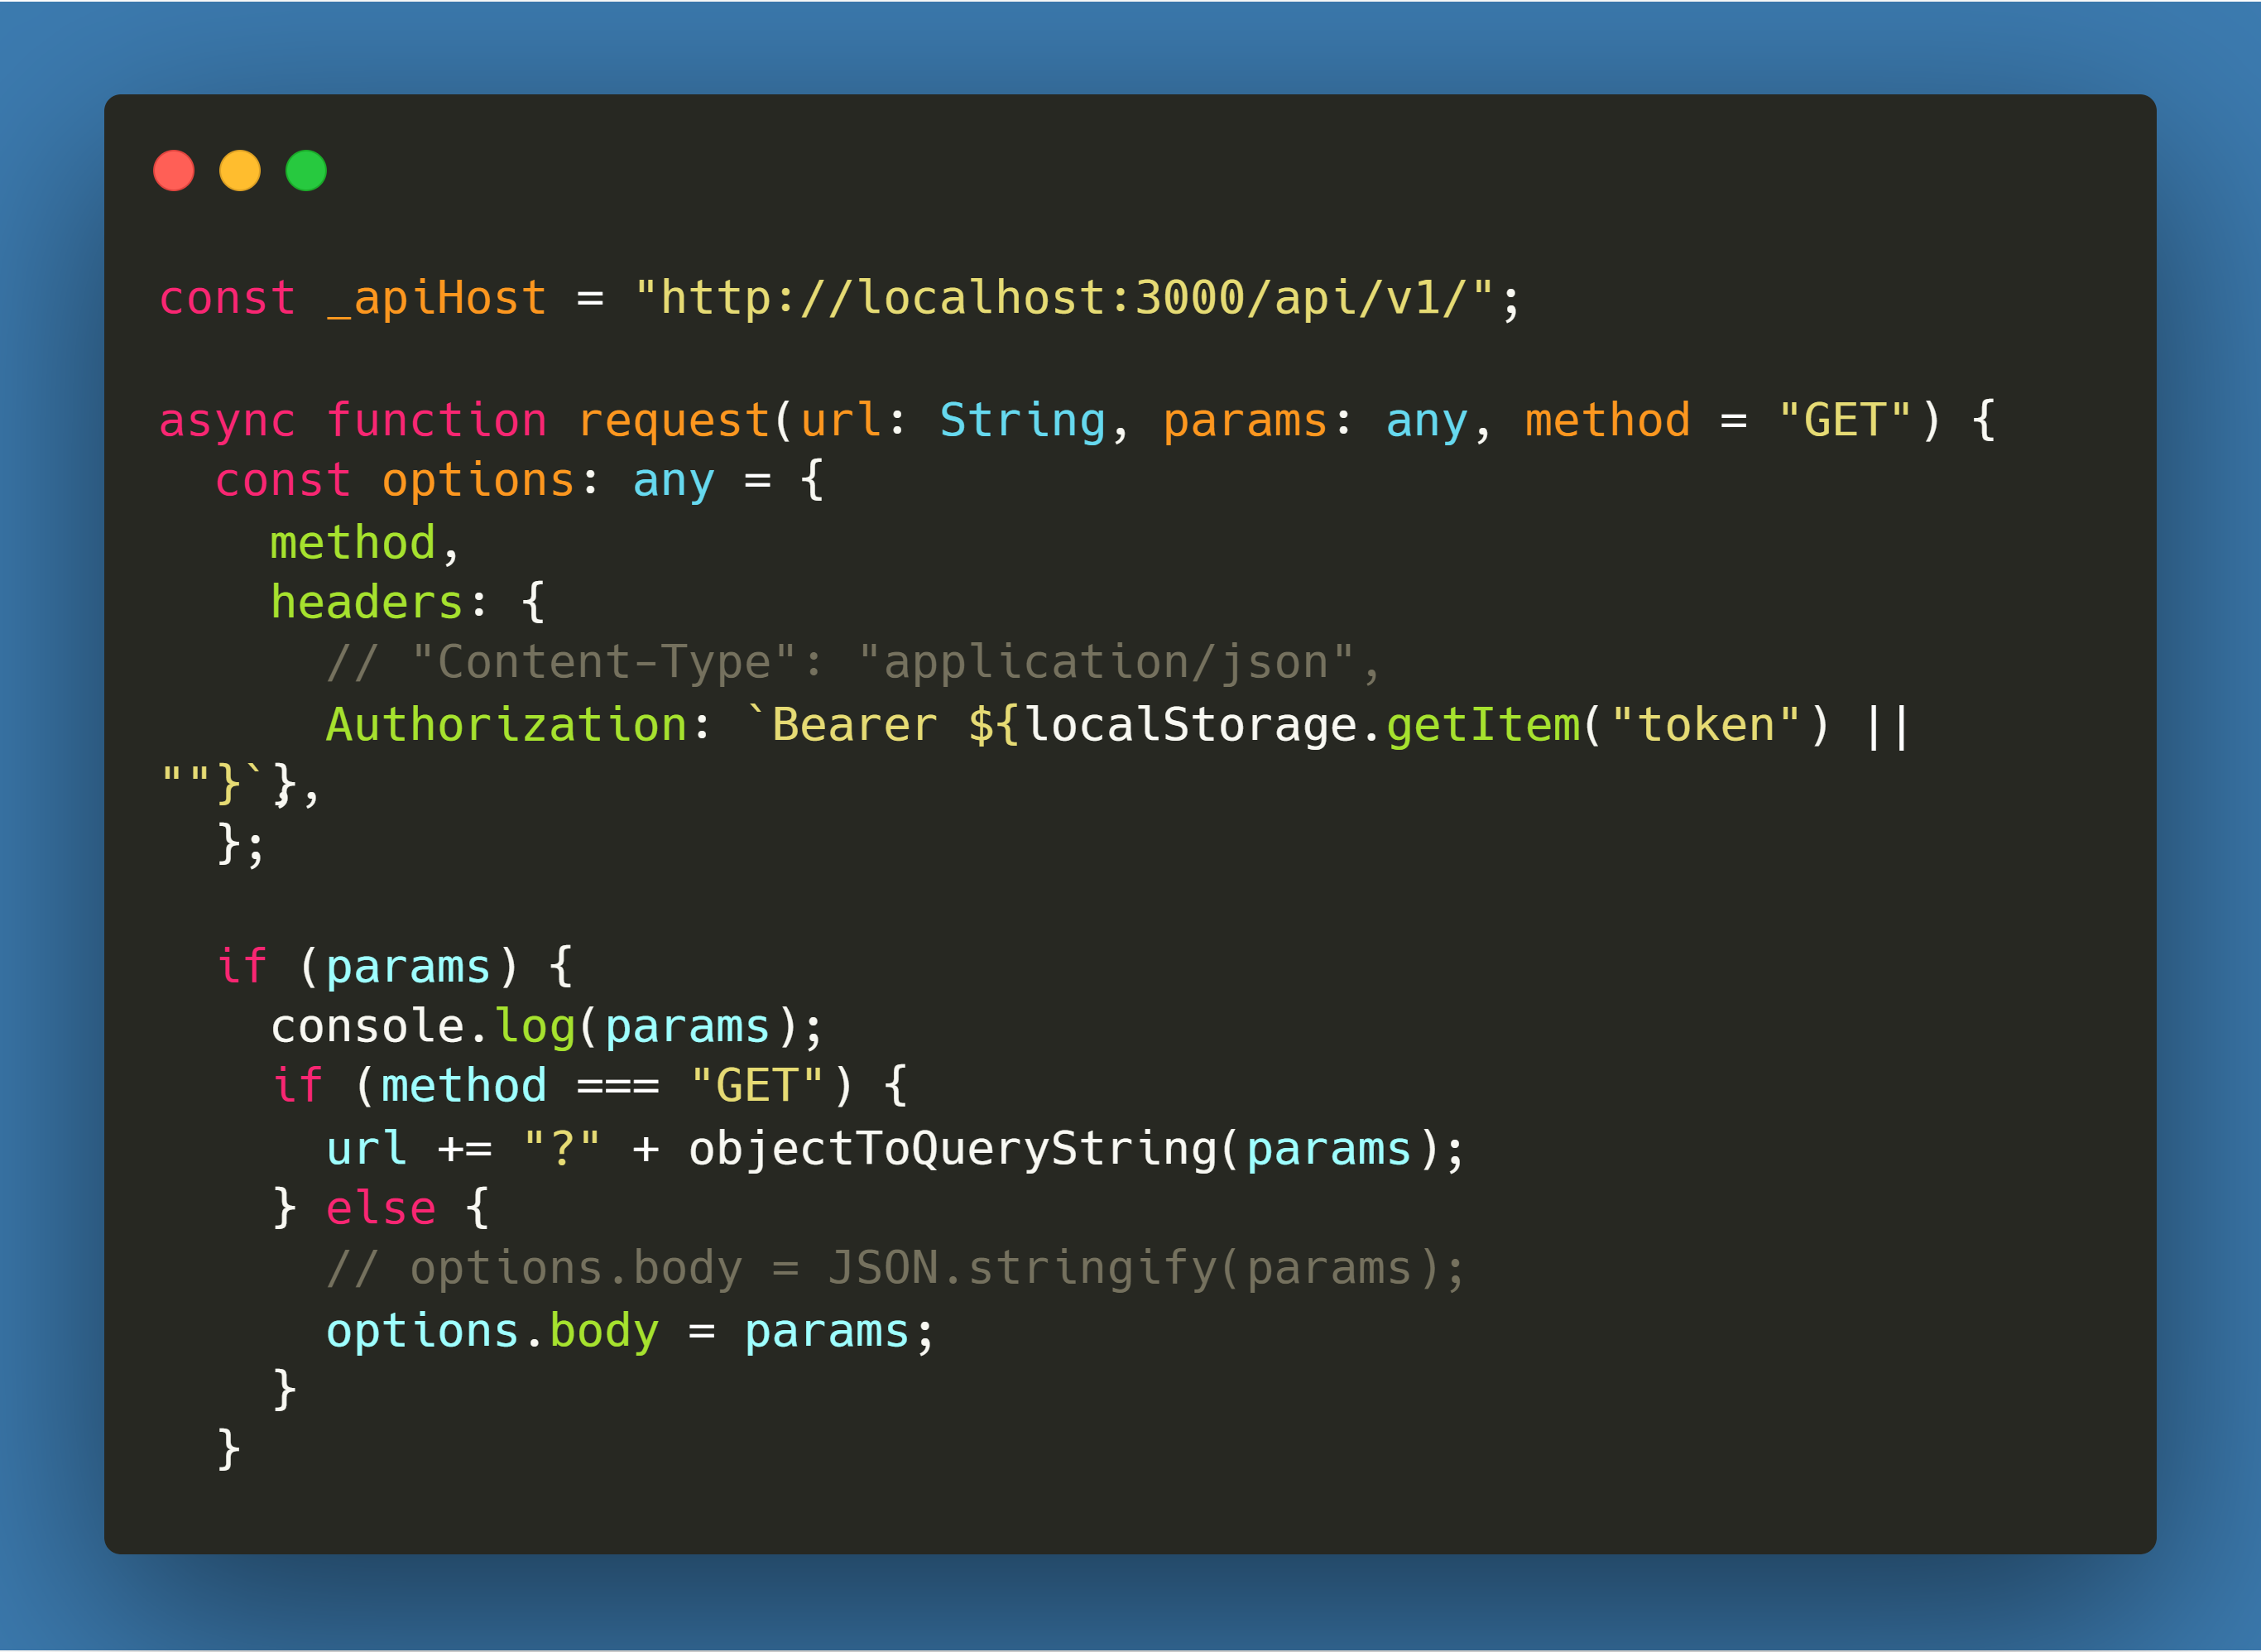 const _apiHost = "http://localhost:3000/api/v1/";

async function request(url: String, params: any, method = "GET") {
  const options: any = {
    method,
    headers: {
      // "Content-Type": "application/json",
      Authorization: `Bearer ${localStorage.getItem("token") ||
""}`,
    },
  };

  if (params) {
    console.log(params);
    if (method === "GET") {
      url += "?" + objectToQueryString(params);
    } else {
      // options.body = JSON.stringify(params);
      options.body = params;
    }
  }